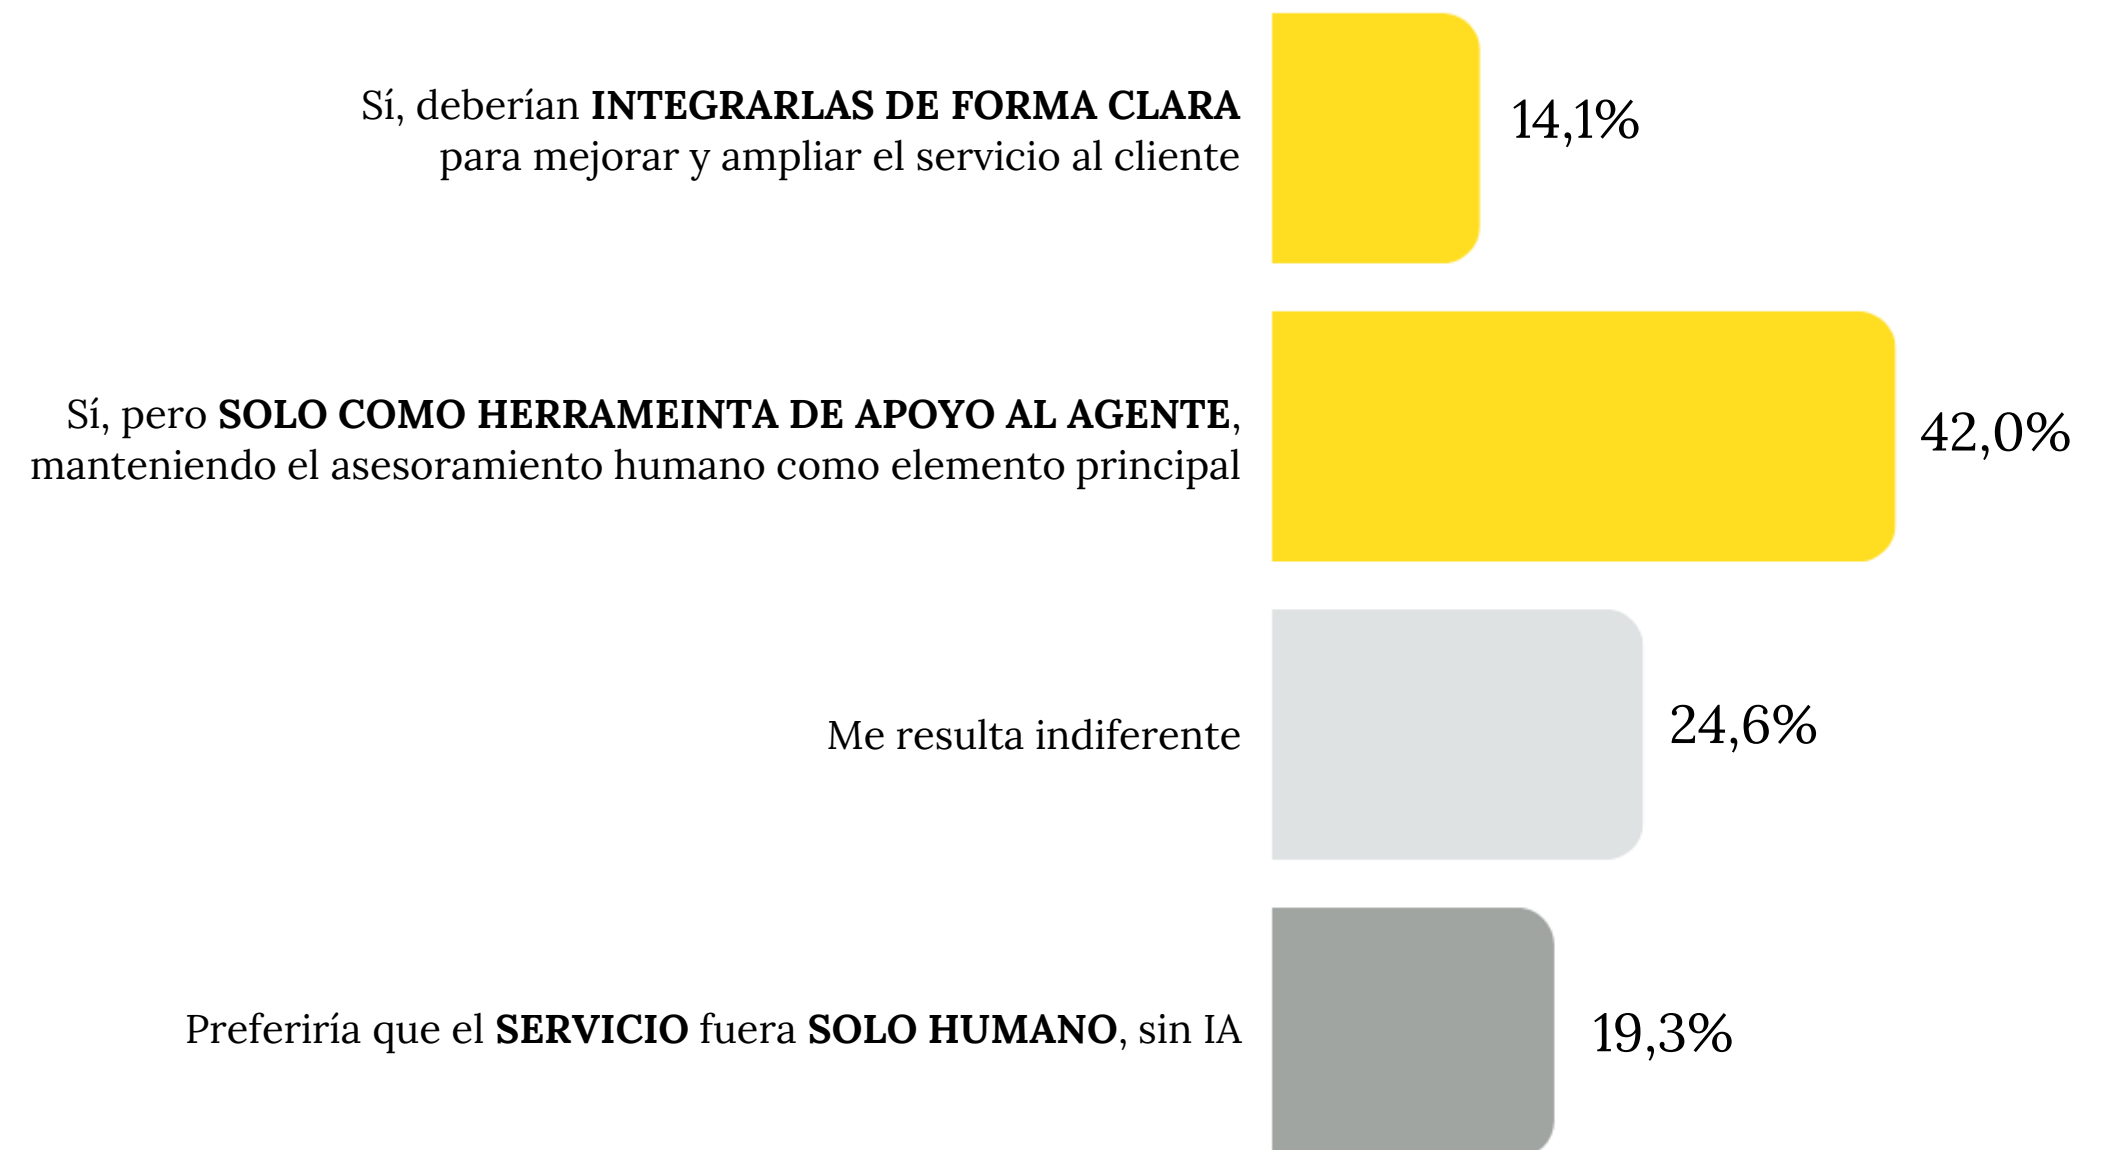 Sí, deberían INTEGRARLAS DE FORMA CLARA
para mejorar y ampliar el servicio al cliente
14,1%
Sí, pero SOLO COMO HERRAMEINTA DE APOYO AL AGENTE,
manteniendo el asesoramiento humano como elemento principal
42,0%
Me resulta indiferente
24,6%
Preferiría que el SERVICIO fuera SOLO HUMANO, sin IA
19,3%